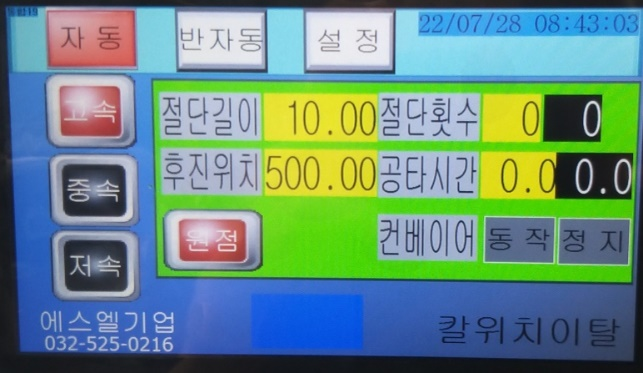 자동 반자동 설정 22/07/28 08:43:03
고속 절단길이 10.00 절단횟수 0 0
중속 후진위치 500.00 공타시간 0.0 0.0
원점 컨베이어 동작 정지
저속
에스엘기업 칼위치이탈
032-525-0216